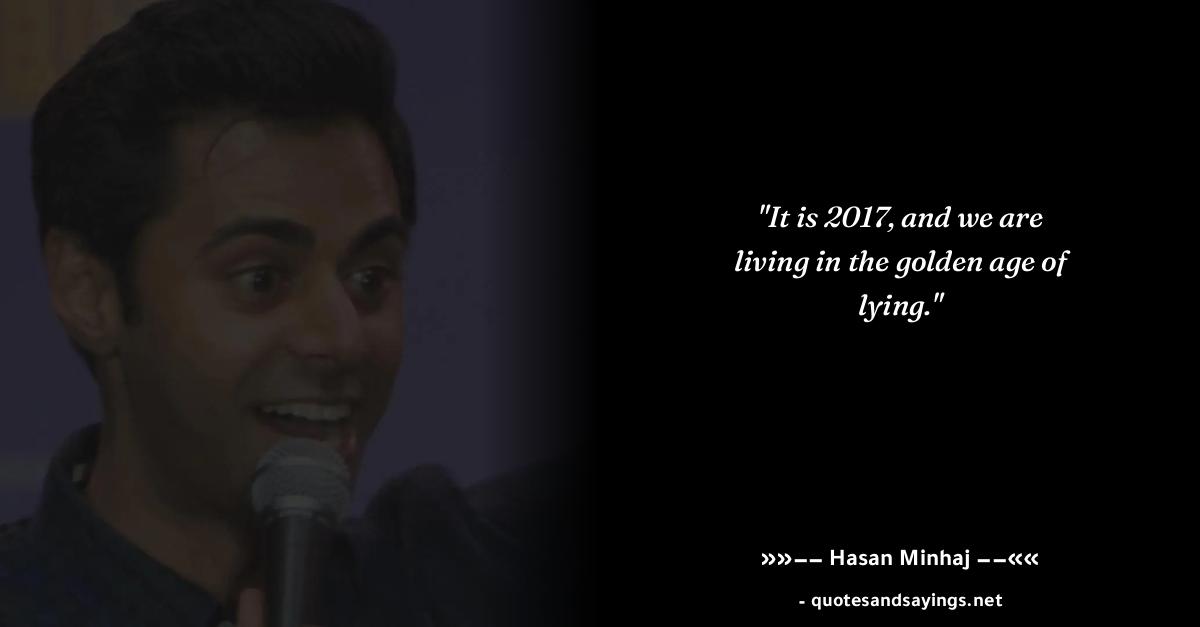 "It is 2017, and we are
living in the golden age of
lying."
»»–– Hasan Minhaj ––««
- quotesandsayings.net